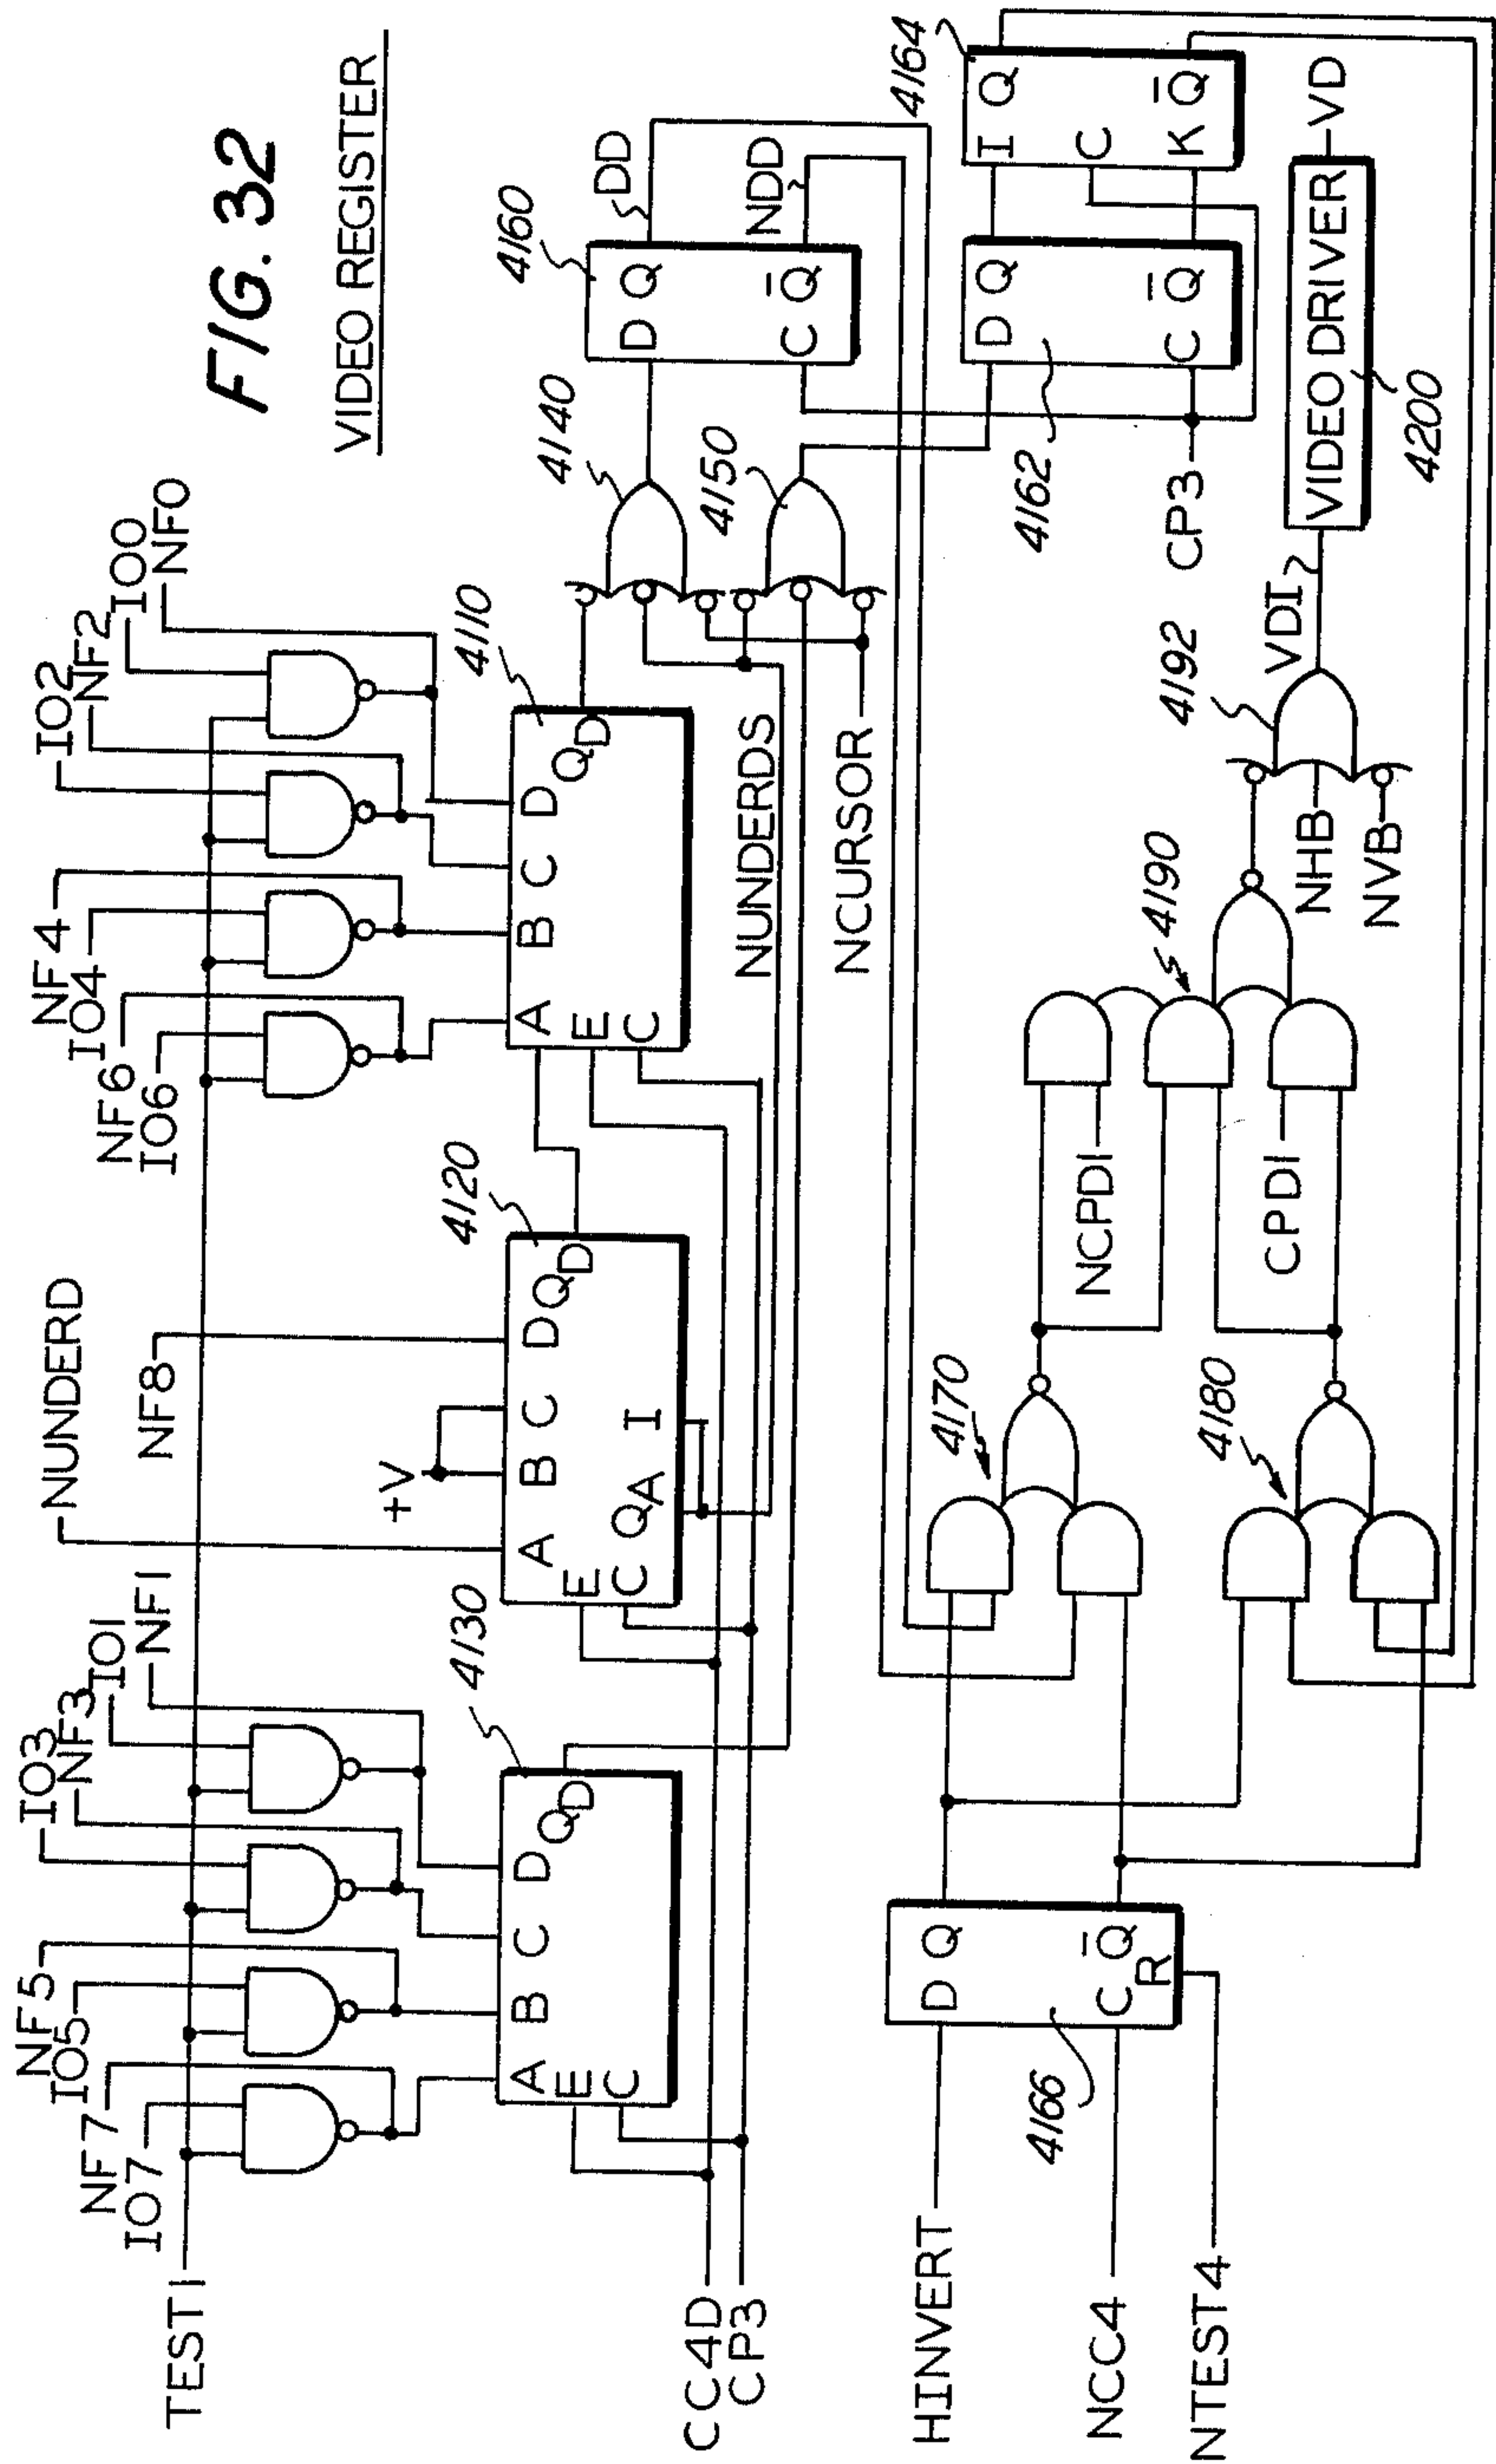 FIG. 32
VIDEO REGISTER
NUNDERD
IO3
NF3
IO1
NF1
NF5
IO5
NF7
IO7
TEST1
NF8
+V
NF4
IO4
NF6
IO6
IO2
NF2
IO0
NF0
4130
A B C D
E
C
QD
4120
A B C D
E
C QA I
QD
4110
A B C D
E
C
QD
CC4D
CP3
NUNDERDS
NCURSOR
4140
4150
4160
D Q
C Q
DD
NDD
4162
D Q
C Q
CP3
4164
I Q
C
K Q
HINVERT
NCC4
NTEST4
4166
D Q
C Q
R
4170
4180
NCPDI
CPDI
4190
4192
NHB
NVB
VDI
VIDEO DRIVER
4200
VD